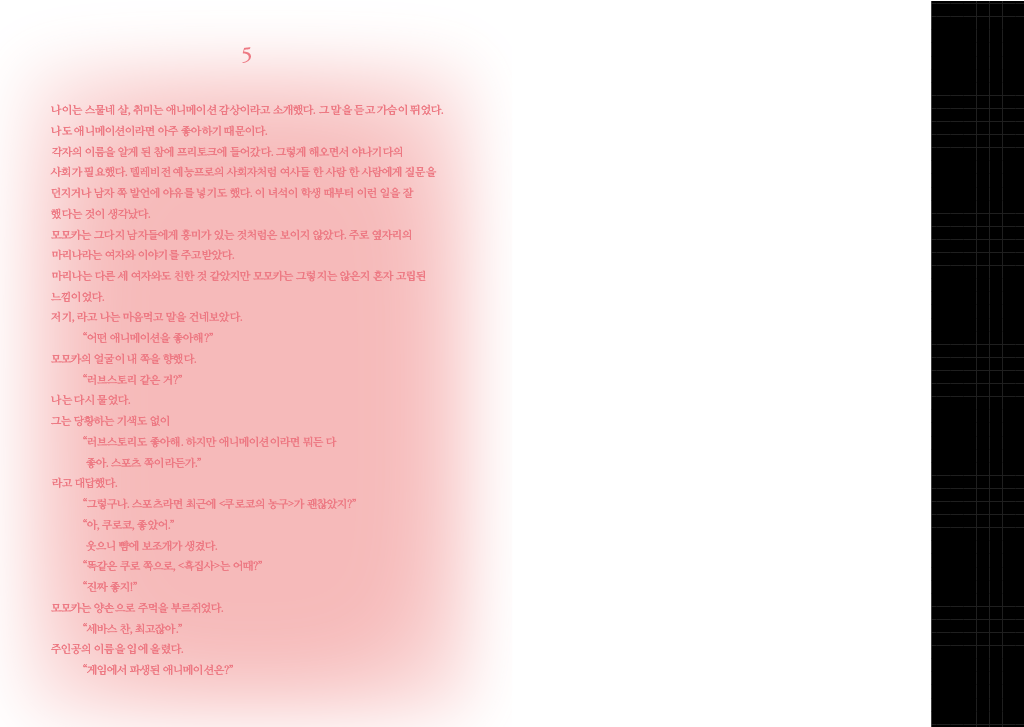 5
나이는 스물네 살, 취미는 애니메이션 감상이라고 소개했다. 그 말을 듣고 가슴이 뛰었다.
나도 애니메이션이라면 아주 좋아하기 때문이다.
각자의 이름을 알게 된 참에 프리토크에 들어갔다. 그렇게 해오면서 야나기다의
사회가 필요했다. 텔레비전 예능프로의 사회자처럼 여사들 한 사람 한 사람에게 질문을
던지거나 남자 쪽 발언에 야유를 넣기도 했다. 이 녀석이 학생 때부터 이런 일을 잘
했다는 것이 생각났다.
모모카는 그다지 남자들에게 흥미가 있는 것처럼은 보이지 않았다. 주로 옆자리의
마리나라는 여자와 이야기를 주고받았다.
마리나는 다른 세 여자와도 친한 것 같았지만 모모카는 그렇지는 않은지 혼자 고립된
느낌이었다.
저기, 라고 나는 마음먹고 말을 건네보았다.
“어떤 애니메이션을 좋아해?”
모모카의 얼굴이 내 쪽을 향했다.
“러브스토리 같은 거?”
나는 다시 물었다.
그는 당황하는 기색도 없이
“러브스토리도 좋아해. 하지만 애니메이션이라면 뭐든 다
좋아. 스포츠 쪽이라든가.”
라고 대답했다.
“그렇구나. 스포츠라면 최근에 <쿠로코의 농구>가 괜찮았지?”
“아, 쿠로코, 좋았어.”
웃으니 뺨에 보조개가 생겼다.
“똑같은 쿠로 쪽으로, <흑집사>는 어때?”
“진짜 좋지!”
모모카는 양손으로 주먹을 부르쥐었다.
“세바스 찬, 최고잖아.”
주인공의 이름을 입에 올렸다.
“게임에서 파생된 애니메이션은?”